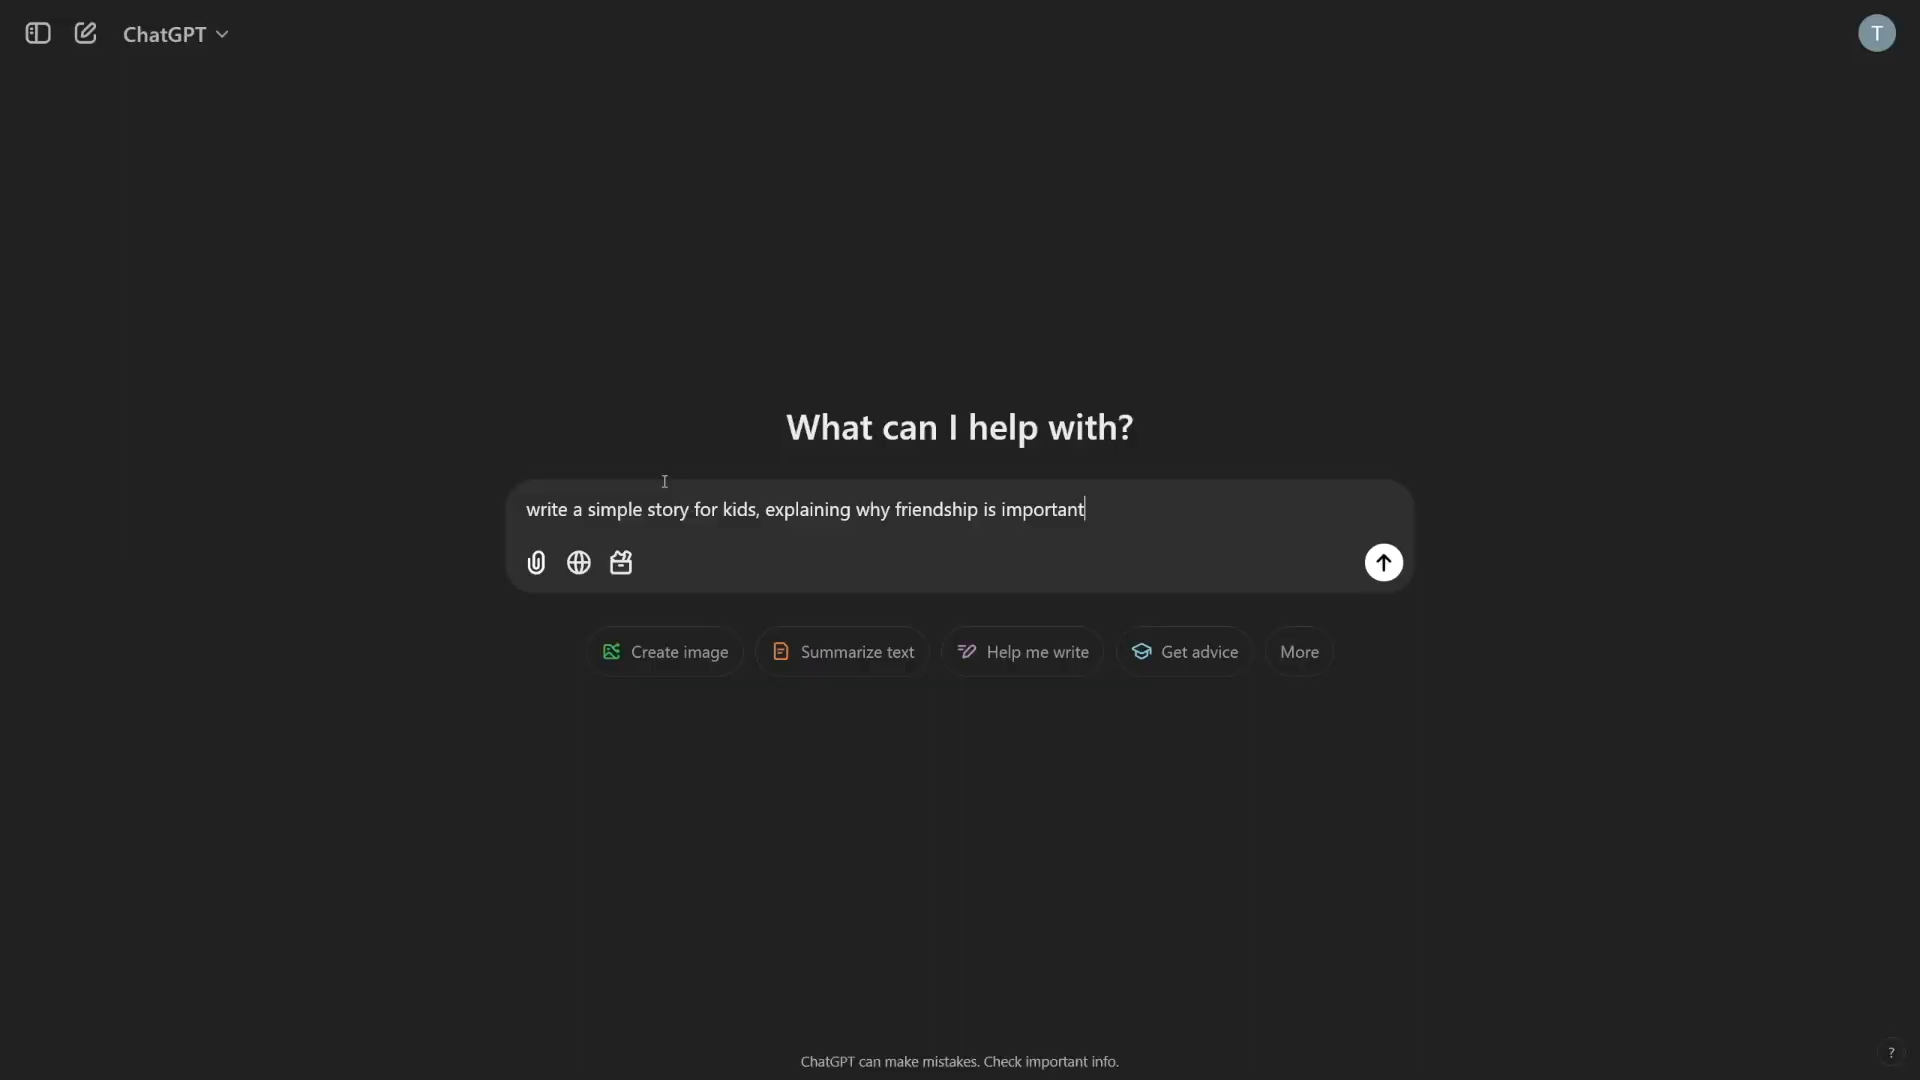 ChatGPT
T
What can I help with?
write a simple story for kids, explaining why friendship is important
Create image
Summarize text
Help me write
Get advice
More
ChatGPT can make mistakes. Check important info.
?